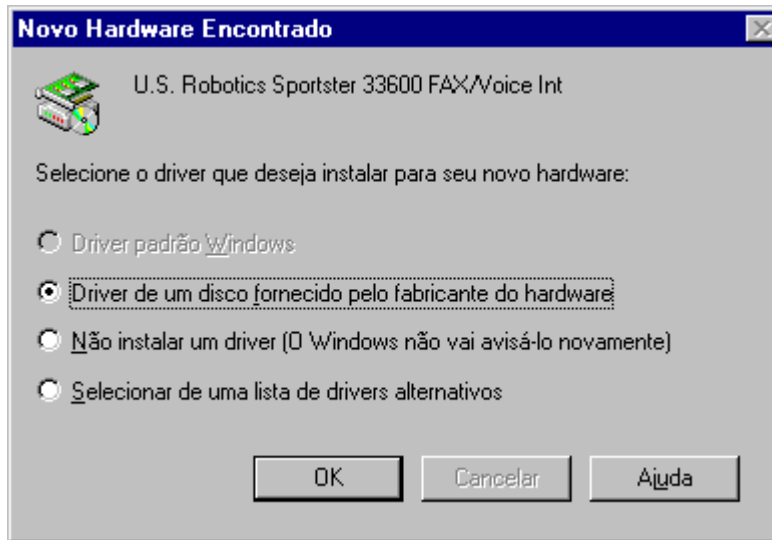 Novo Hardware Encontrado
U.S. Robotics Sportster 33600 FAX/Voice Int
Selecione o driver que deseja instalar para seu novo hardware:
Driver padrão Windows
Driver de um disco fornecido pelo fabricante do hardware
Não instalar um driver (O Windows não vai avisá-lo novamente)
Selecionar de uma lista de drivers alternativos
OK Cancelar Ajuda